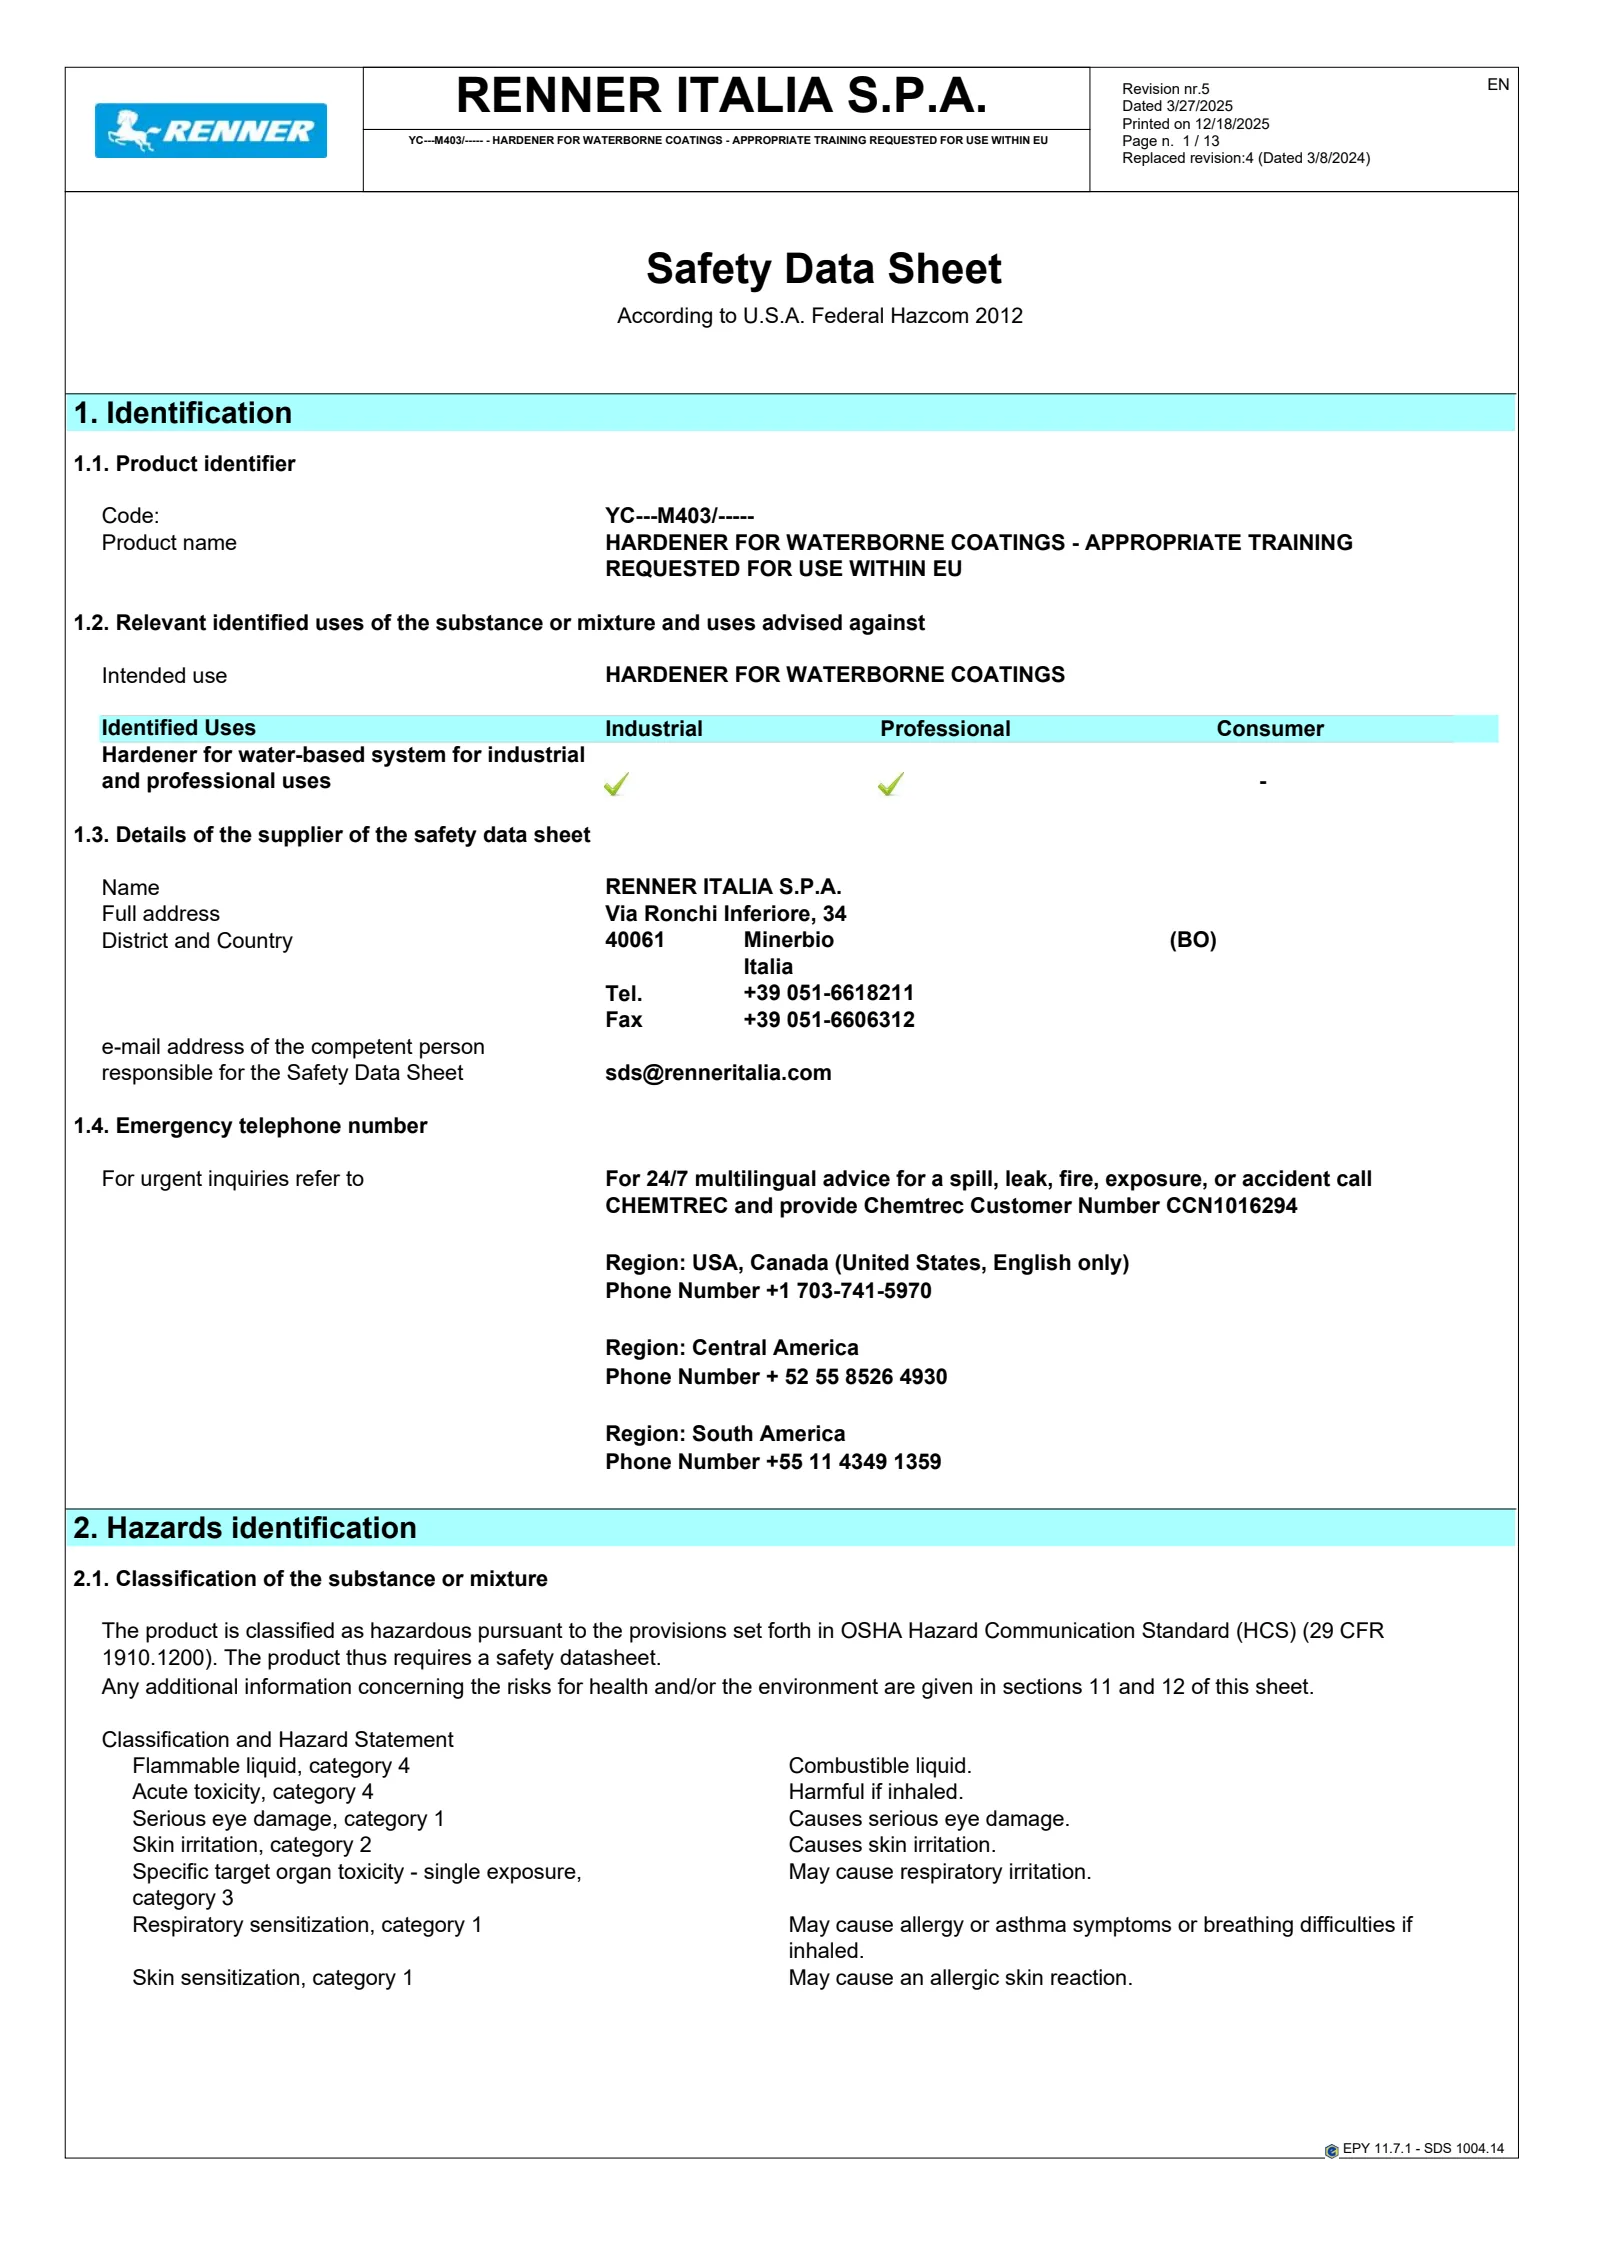 RENNER
RENNER ITALIA S.P.A.
YC---M403/----- - HARDENER FOR WATERBORNE COATINGS - APPROPRIATE TRAINING REQUESTED FOR USE WITHIN EU
EN
Revision nr.5
Dated 3/27/2025
Printed on 12/18/2025
Page n. 1 / 13
Replaced revision:4 (Dated 3/8/2024)
Safety Data Sheet
According to U.S.A. Federal Hazcom 2012
1. Identification
1.1. Product identifier
Code: YC---M403/-----
Product name HARDENER FOR WATERBORNE COATINGS - APPROPRIATE TRAINING
REQUESTED FOR USE WITHIN EU
1.2. Relevant identified uses of the substance or mixture and uses advised against
Intended use HARDENER FOR WATERBORNE COATINGS
Identified Uses Industrial Professional Consumer
Hardener for water-based system for industrial
and professional uses ✓ ✓ -
1.3. Details of the supplier of the safety data sheet
Name RENNER ITALIA S.P.A.
Full address Via Ronchi Inferiore, 34
District and Country 40061 Minerbio (BO)
Italia
Tel. +39 051-6618211
Fax +39 051-6606312
e-mail address of the competent person
responsible for the Safety Data Sheet sds@renneritalia.com
1.4. Emergency telephone number
For urgent inquiries refer to For 24/7 multilingual advice for a spill, leak, fire, exposure, or accident call
CHEMTREC and provide Chemtrec Customer Number CCN1016294
Region: USA, Canada (United States, English only)
Phone Number +1 703-741-5970
Region: Central America
Phone Number + 52 55 8526 4930
Region: South America
Phone Number +55 11 4349 1359
2. Hazards identification
2.1. Classification of the substance or mixture
The product is classified as hazardous pursuant to the provisions set forth in OSHA Hazard Communication Standard (HCS) (29 CFR
1910.1200). The product thus requires a safety datasheet.
Any additional information concerning the risks for health and/or the environment are given in sections 11 and 12 of this sheet.
Classification and Hazard Statement
Flammable liquid, category 4 Combustible liquid.
Acute toxicity, category 4 Harmful if inhaled.
Serious eye damage, category 1 Causes serious eye damage.
Skin irritation, category 2 Causes skin irritation.
Specific target organ toxicity - single exposure, May cause respiratory irritation.
category 3
Respiratory sensitization, category 1 May cause allergy or asthma symptoms or breathing difficulties if
inhaled.
Skin sensitization, category 1 May cause an allergic skin reaction.
EPY 11.7.1 - SDS 1004.14